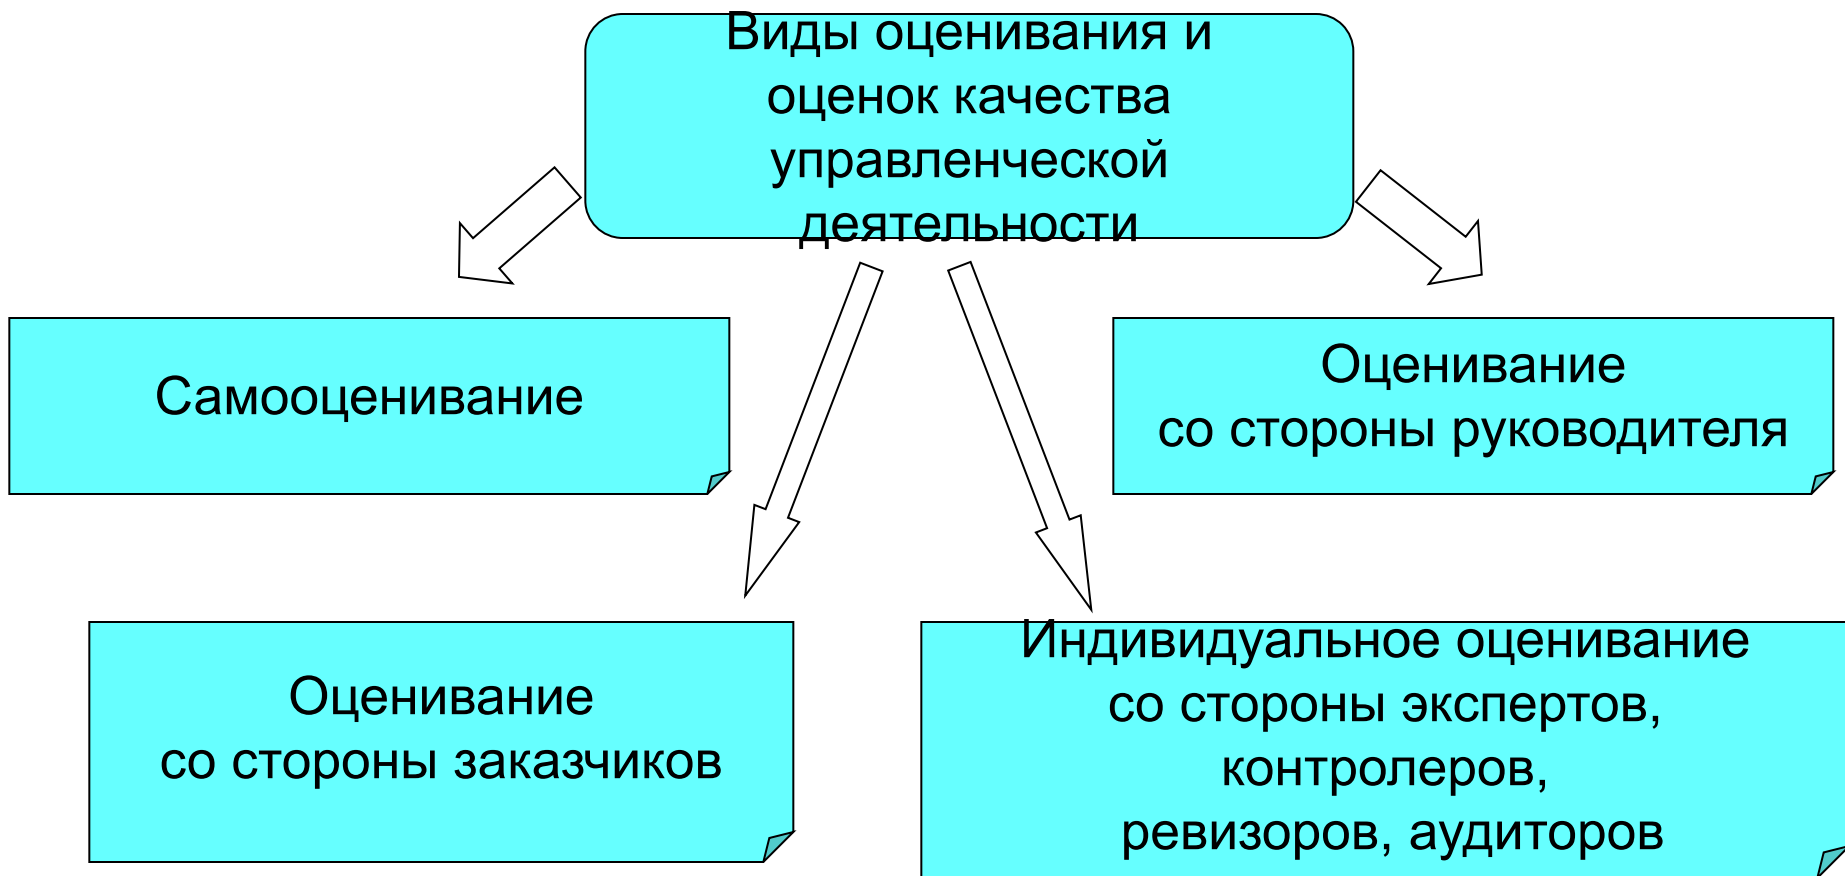 Виды оценивания и
оценок качества
управленческой
деятельности
Самооценивание
Оценивание
со стороны руководителя
Оценивание
со стороны заказчиков
Индивидуальное оценивание
со стороны экспертов,
контролеров,
ревизоров, аудиторов